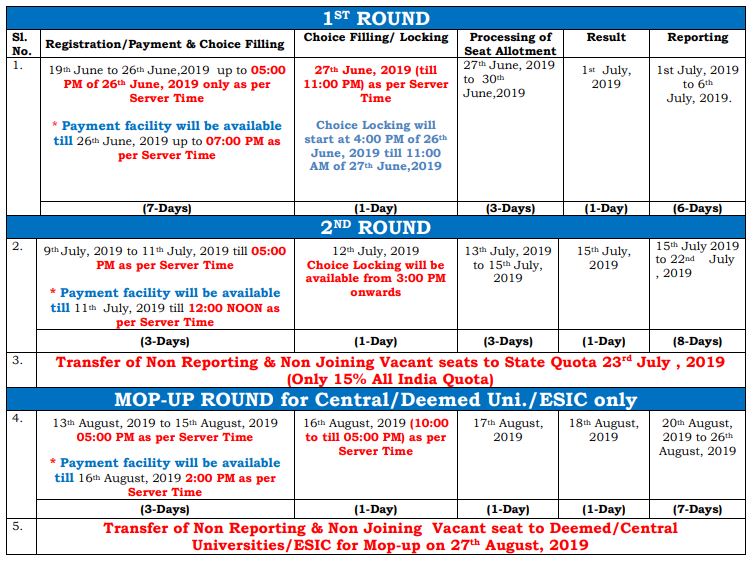 1ST ROUND
Sl. No.
Registration/Payment & Choice Filling
Choice Filling/ Locking
Processing of
Seat Allotment
Result
Reporting
1.
19th June to 26th June,2019 up to 05:00
PM of 26th June, 2019 only as per
Server Time
* Payment facility will be available
till 26th June, 2019 up to 07:00 PM as
per Server Time
(7-Days)
27th June, 2019 (till
11:00 PM) as per Server
Time
Choice Locking will
start at 4:00 PM of 26th
June, 2019 till 11:00
AM of 27th June,2019
(1-Day)
27th June, 2019
to 30th
June,2019
(3-Days)
1st July,
2019
(1-Day)
1st July, 2019
to 6th
July, 2019.
(6-Days)
2ND ROUND
2.
9th July, 2019 to 11th July, 2019 till 05:00
PM as per Server Time
* Payment facility will be available
till 11th July, 2019 till 12:00 NOON as
per Server Time
(3-Days)
12th July, 2019
Choice Locking will be
available from 3:00 PM
onwards
(1-Day)
13th July, 2019
to 15th July,
2019
(3-Days)
15th July,
2019
(1-Day)
15th July 2019
to 22nd July
, 2019
(8-Days)
3.
Transfer of Non Reporting & Non Joining Vacant seats to State Quota 23rd July , 2019
(Only 15% All India Quota)
MOP-UP ROUND for Central/Deemed Uni./ESIC only
4.
13th August, 2019 to 15th August, 2019
05:00 PM as per Server Time
* Payment facility will be available
till 16th August, 2019 2:00 PM as per
Server Time
(3-Days)
16th August, 2019 (10:00
to till 05:00 PM) as per
Server Time
(1-Day)
17th August,
2019
(1-Day)
18th August,
2019
(1-Day)
20th August,
2019 to 26th
August, 2019
(7-Days)
5.
Transfer of Non Reporting & Non Joining Vacant seat to Deemed/Central
Universities/ESIC for Mop-up on 27th August, 2019